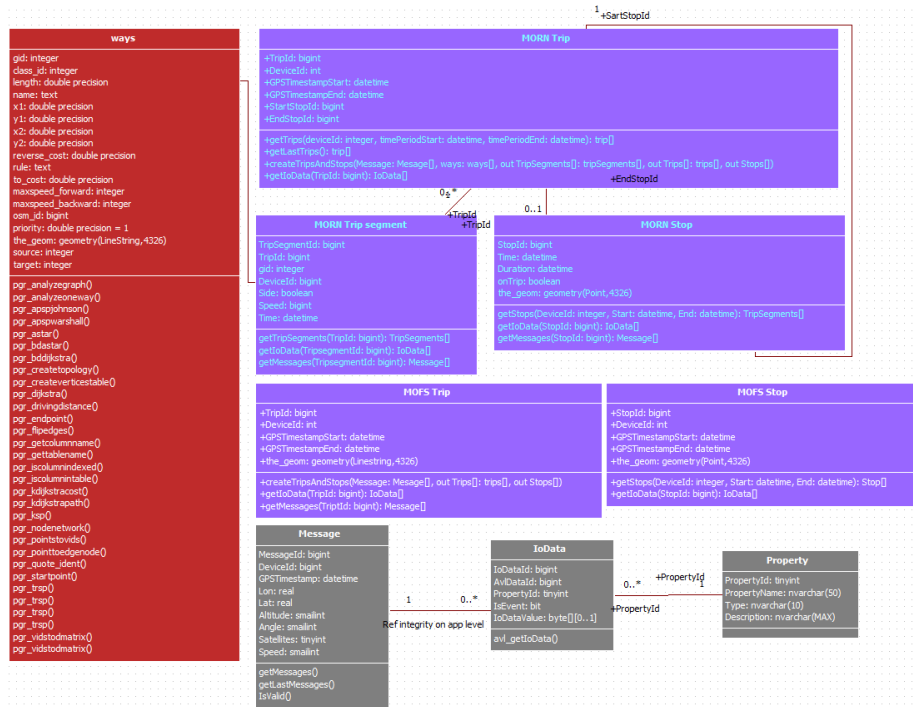 1
+SartStopId
ways
gid: integer
class_id: integer
length: double precision
name: text
x1: double precision
y1: double precision
x2: double precision
y2: double precision
reverse_cost: double precision
rule: text
to_cost: double precision
maxspeed_forward: integer
maxspeed_backward: integer
osm_id: bigint
priority: double precision = 1
the_geom: geometry(LineString,4326)
source: integer
target: integer
pgr_analyzegraph()
pgr_analyzeoneway()
pgr_apspjohnson()
pgr_apspwarshall()
pgr_astar()
pgr_bdastar()
pgr_bddijkstra()
pgr_createtopology()
pgr_createverticestable()
pgr_dijkstra()
pgr_drivingdistance()
pgr_endpoint()
pgr_flipedges()
pgr_getcolumnname()
pgr_gettablename()
pgr_iscolumnindexed()
pgr_iscolumnintable()
pgr_kdijkstracost()
pgr_kdijkstrapath()
pgr_ksp()
pgr_nodenetwork()
pgr_pointstovids()
pgr_pointtoedgenode()
pgr_quote_ident()
pgr_startpoint()
pgr_trsp()
pgr_trsp()
pgr_trsp()
pgr_trsp()
pgr_vidstodmatrix()
pgr_vidstodmatrix()
MORN Trip
+TripId: bigint
+DeviceId: int
+GPSTimestampStart: datetime
+GPSTimestampEnd: datetime
+StartStopId: bigint
+EndStopId: bigint
+getTrips(deviceId: integer, timePeriodStart: datetime, timePeriodEnd: datetime): trip[]
+getLastTrips(): trip[]
+createTripsAndStops(Message: Mesage[], ways: ways[], out TripSegments[]: tripSegments[], out Trips[]: trips[], out Stops[])
+getIoData(TripId: bigint): IoData[]
+EndStopId
0..*
+TripId
+TripId
0..1
MORN Trip segment
TripSegmentId: bigint
TripId: bigint
gid: integer
DeviceId: bigint
Side: boolean
Speed: bigint
Time: datetime
getTripSegments(TripId: bigint): TripSegments[]
getIoData(TripsegmentId: bigint): IoData[]
getMessages(TripsegmentId: bigint): Message[]
MORN Stop
StopId: bigint
Time: datetime
Duration: datetime
onTrip: boolean
the_geom: geometry(Point,4326)
getStops(DeviceId: integer, Start: datetime, End: datetime): TripSegments[]
getIoData(StopId: bigint): IoData[]
getMessages(StopId: bigint): Message[]
MOFS Trip
+TripId: bigint
+DeviceId: int
+GPSTimestampStart: datetime
+GPSTimestampEnd: datetime
+the_geom: geometry(Linestring,4326)
+createTripsAndStops(Message: Mesage[], out Trips[]: trips[], out Stops[])
+getIoData(TripId: bigint): IoData[]
+getMessages(TriptId: bigint): Message[]
MOFS Stop
+StopId: bigint
+DeviceId: int
+GPSTimestampStart: datetime
+GPSTimestampEnd: datetime
+the_geom: geometry(Point,4326)
+getStops(DeviceId: integer, Start: datetime, End: datetime): Stop[]
+getIoData(StopId: bigint): IoData[]
Message
MessageId: bigint
DeviceId: bigint
GPSTimestamp: datetime
Lon: real
Lat: real
Altitude: smailint
Angle: smailint
Satellites: tinyint
Speed: smailint
getMessages()
getLastMessages()
IsValid()
1
0..*
Ref integrity on app level
IoData
IoDataId: bigint
AvlDataId: bigint
PropertyId: tinyint
IsEvent: bit
IoDataValue: byte[][0..1]
avl_getIoData()
0..*
+PropertyId
1
+PropertyId
Property
PropertyId: tinyint
PropertyName: nvarchar(50)
Type: nvarchar(10)
Description: nvarchar(MAX)